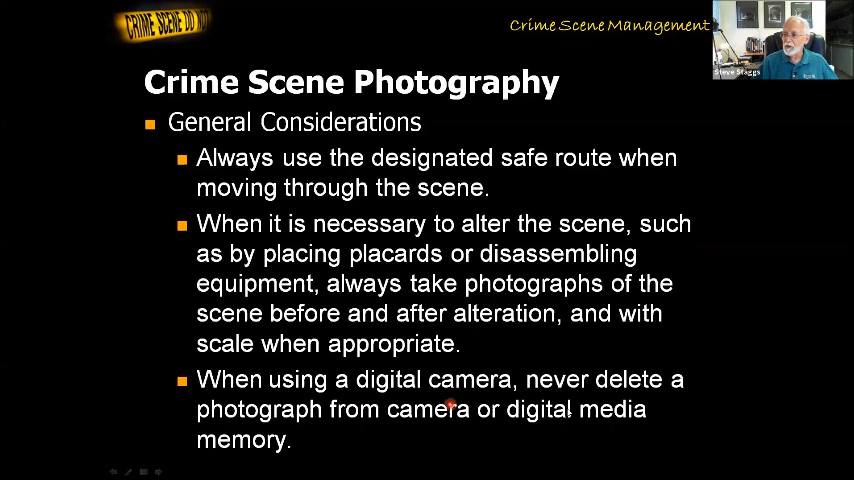 CRIME SCENE DO NOT
Crime Scene Management
Steve Staggs
Crime Scene Photography
General Considerations
Always use the designated safe route when
moving through the scene.
When it is necessary to alter the scene, such
as by placing placards or disassembling
equipment, always take photographs of the
scene before and after alteration, and with
scale when appropriate.
When using a digital camera, never delete a
photograph from camera or digital media
memory.